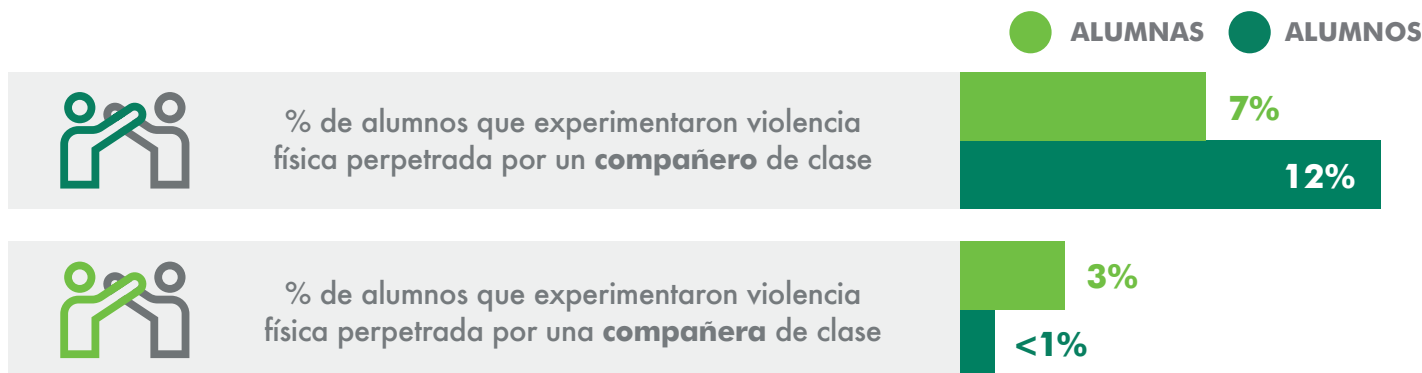 ALUMNAS ALUMNOS
% de alumnos que experimentaron violencia
física perpetrada por un compañero de clase
7%
12%
% de alumnos que experimentaron violencia
física perpetrada por una compañera de clase
3%
<1%